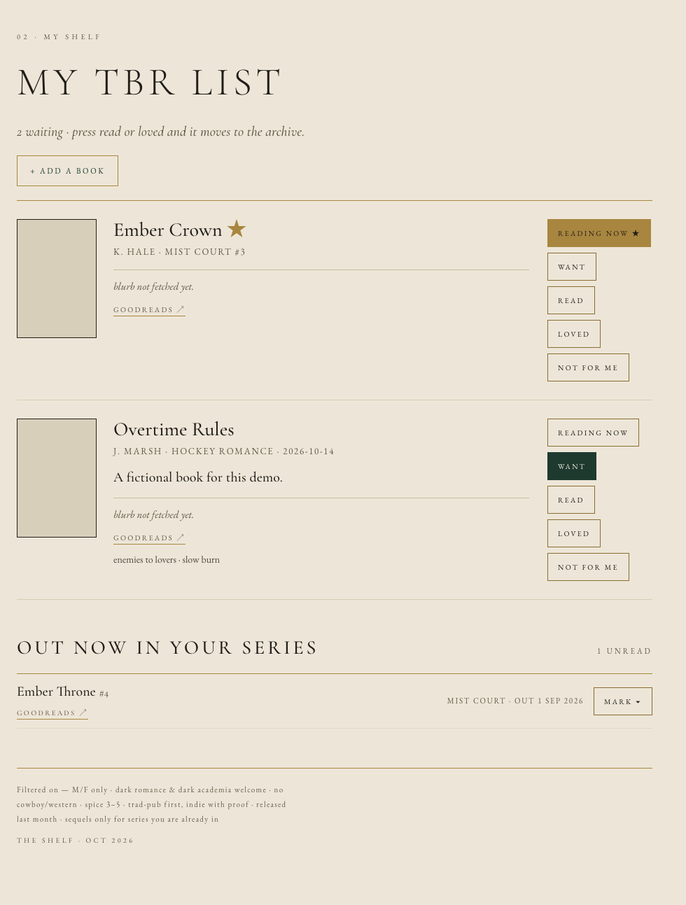 02 · MY SHELF
MY TBR LIST
2 waiting · press read or loved and it moves to the archive.
+ ADD A BOOK
Ember Crown ★
K. HALE · MIST COURT #3
blurb not fetched yet.
GOODREADS ↗
READING NOW ★
WANT
READ
LOVED
NOT FOR ME
Overtime Rules
J. MARSH · HOCKEY ROMANCE · 2026-10-14
A fictional book for this demo.
blurb not fetched yet.
GOODREADS ↗
enemies to lovers · slow burn
READING NOW
WANT
READ
LOVED
NOT FOR ME
OUT NOW IN YOUR SERIES
1 UNREAD
Ember Throne #4
GOODREADS ↗
MIST COURT · OUT 1 SEP 2026
MARK ▾
Filtered on — M/F only · dark romance & dark academia welcome · no
cowboy/western · spice 3–5 · trad-pub first, indie with proof · released
last month · sequels only for series you are already in
THE SHELF · OCT 2026